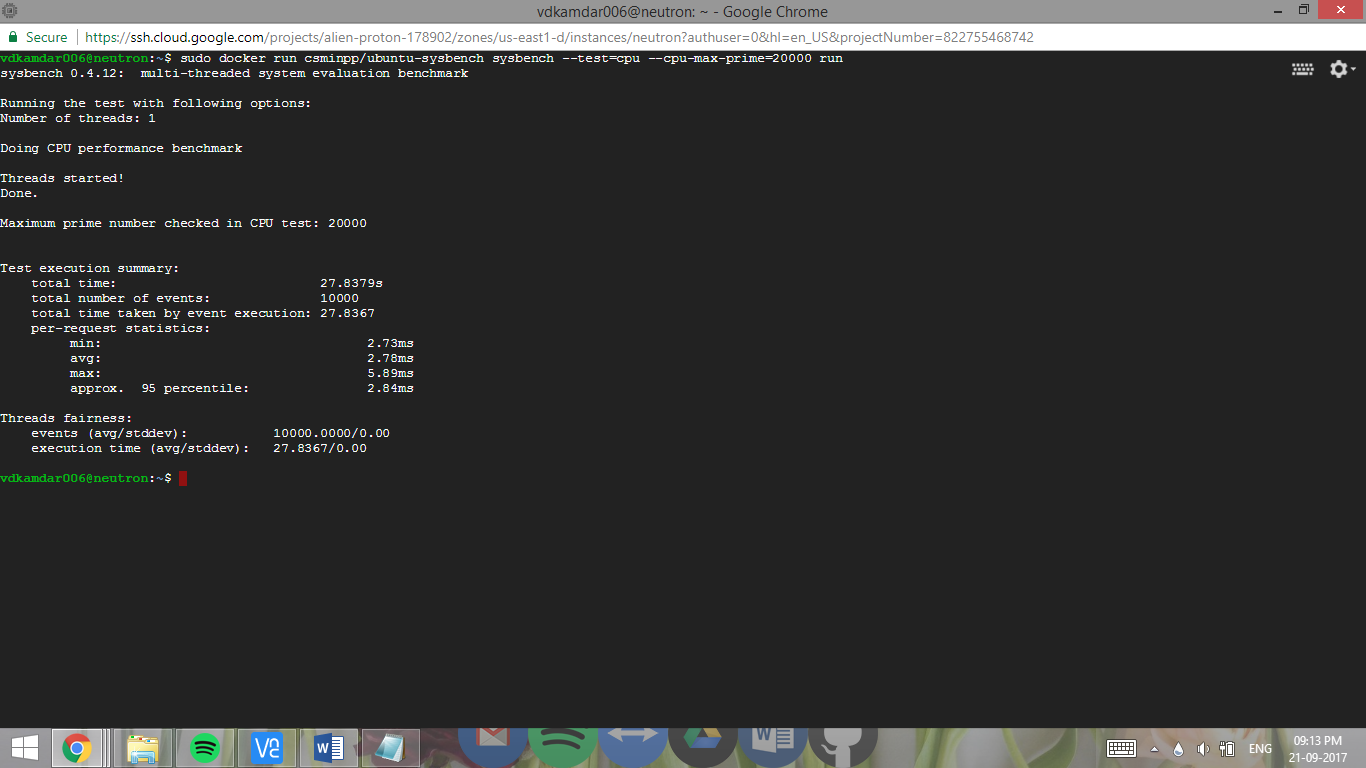 vdkamdar006@neutron: ~ - Google Chrome
Secure https://ssh.cloud.google.com/projects/alien-proton-178902/zones/us-east1-d/instances/neutron?authuser=0&hl=en_US&projectNumber=822755468742
vdkamdar006@neutron:~$ sudo docker run csminpp/ubuntu-sysbench sysbench --test=cpu --cpu-max-prime=20000 run
sysbench 0.4.12:  multi-threaded system evaluation benchmark
Running the test with following options:
Number of threads: 1
Doing CPU performance benchmark
Threads started!
Done.
Maximum prime number checked in CPU test: 20000
Test execution summary:
total time: 27.8379s
total number of events: 10000
total time taken by event execution: 27.8367
per-request statistics:
min: 2.73ms
avg: 2.78ms
max: 5.89ms
approx.  95 percentile: 2.84ms
Threads fairness:
events (avg/stddev): 10000.0000/0.00
execution time (avg/stddev): 27.8367/0.00
vdkamdar006@neutron:~$
ENG
09:13 PM
21-09-2017